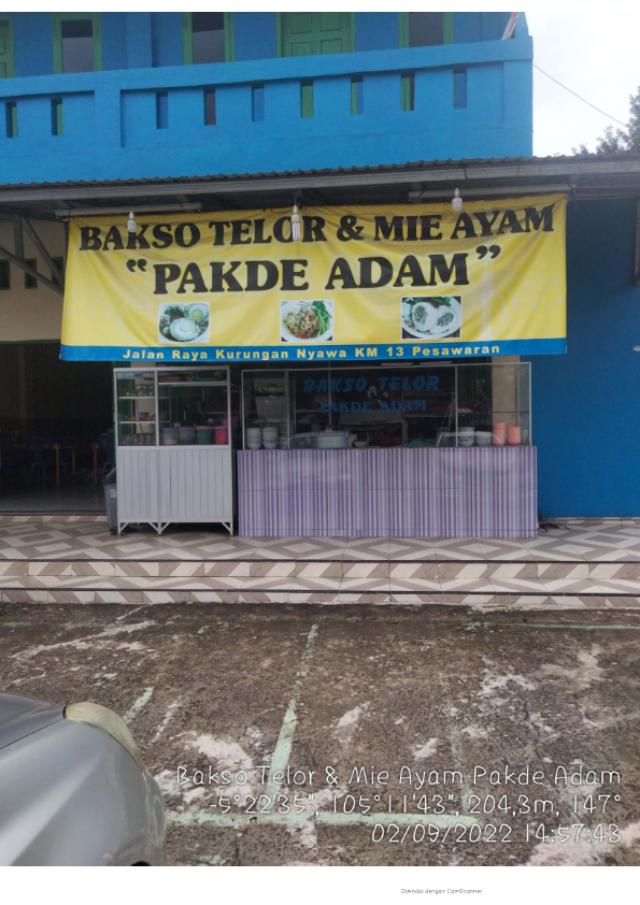 BAKSO TELOR & MIE AYAM
"PAKDE ADAM"
Jalan Raya Kurungan Nyawa KM 13 Pesawaran
BAKSO TELOR
PAKDE ADAM
Bakso Telor & Mie Ayam Pakde Adam
-5°22'35", 105°11'43", 204,3m, 147°
02/09/2022 14:57:43
Dipindai dengan CamScanner